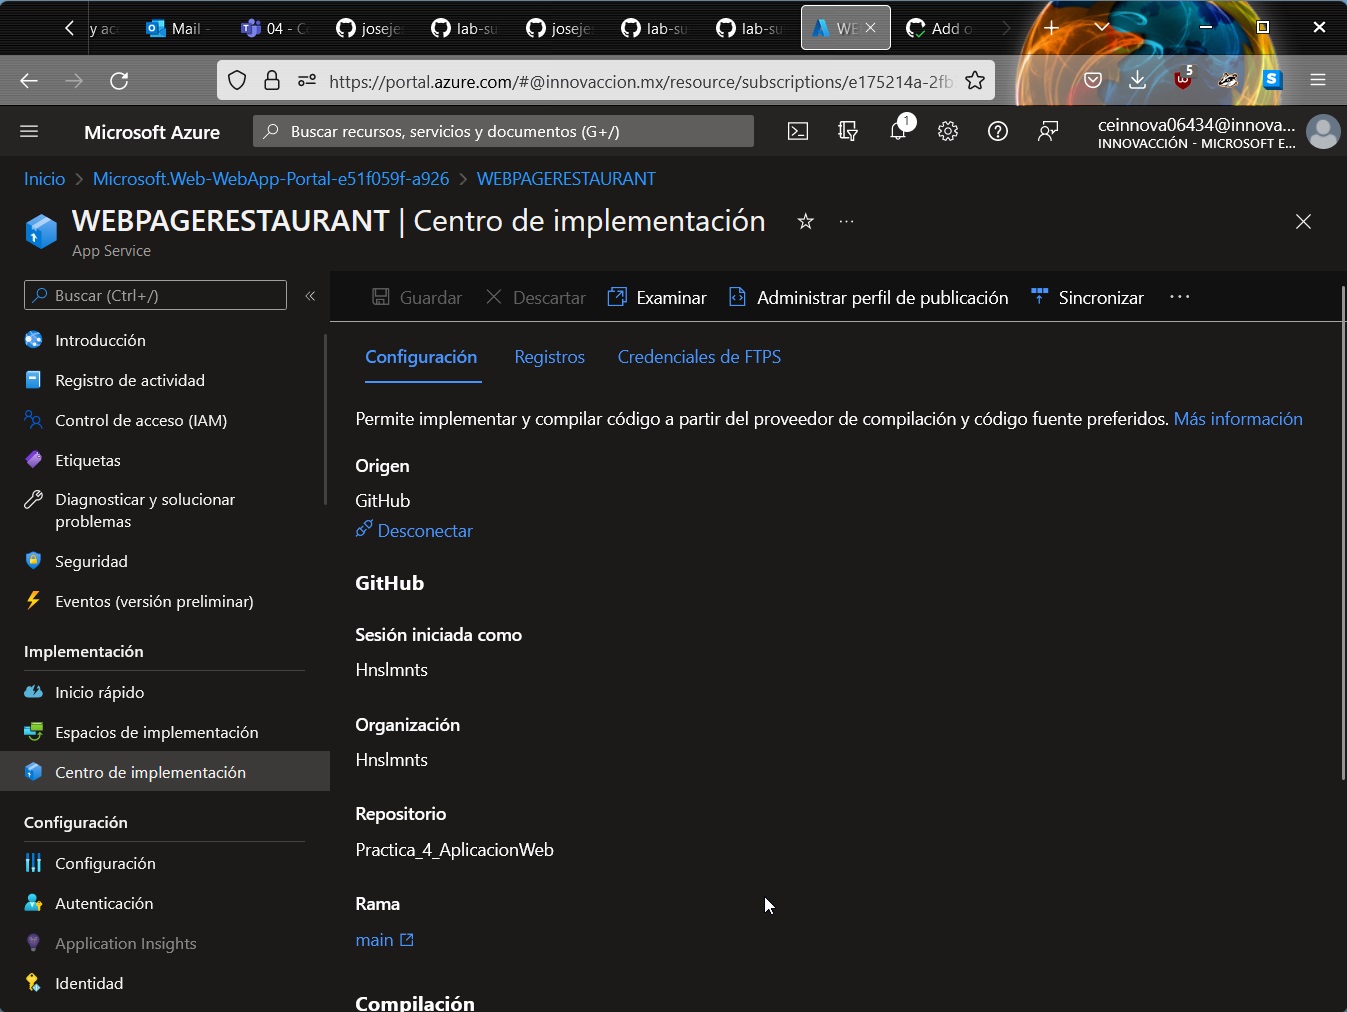 Mail
04 - C
joseje
lab-su
joseje
lab-su
lab-su
WEB
Add o
https://portal.azure.com/#@innovaccion.mx/resource/subscriptions/e175214a-2fb
5
S
Microsoft Azure
Buscar recursos, servicios y documentos (G+/)
1
ceinnova06434@innova...
INNOVACCIÓN - MICROSOFT E...
Inicio > Microsoft.Web-WebApp-Portal-e51f059f-a926 > WEBPAGERESTAURANT
WEBPAGERESTAURANT | Centro de implementación
App Service
Buscar (Ctrl+/)
Introducción
Registro de actividad
Control de acceso (IAM)
Etiquetas
Diagnosticar y solucionar
problemas
Seguridad
Eventos (versión preliminar)
Implementación
Inicio rápido
Espacios de implementación
Centro de implementación
Configuración
Configuración
Autenticación
Application Insights
Identidad
Guardar
Descartar
Examinar
Administrar perfil de publicación
Sincronizar
Configuración
Registros
Credenciales de FTPS
Permite implementar y compilar código a partir del proveedor de compilación y código fuente preferidos. Más información
Origen
GitHub
Desconectar
GitHub
Sesión iniciada como
Hnslmnts
Organización
Hnslmnts
Repositorio
Practica_4_AplicacionWeb
Rama
main
Compilación